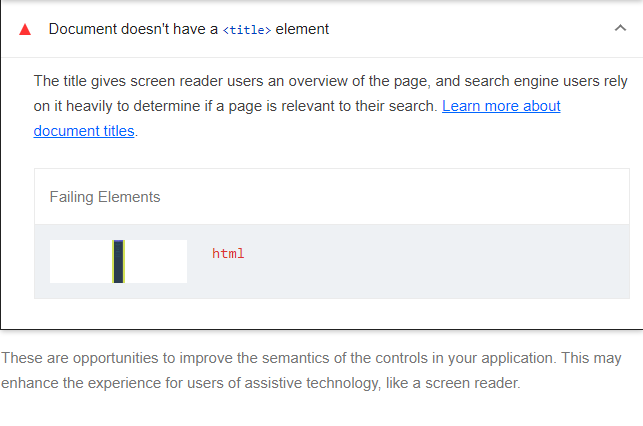 Document doesn't have a <title> element
The title gives screen reader users an overview of the page, and search engine users rely
on it heavily to determine if a page is relevant to their search. Learn more about
document titles.
Failing Elements
html
These are opportunities to improve the semantics of the controls in your application. This may
enhance the experience for users of assistive technology, like a screen reader.